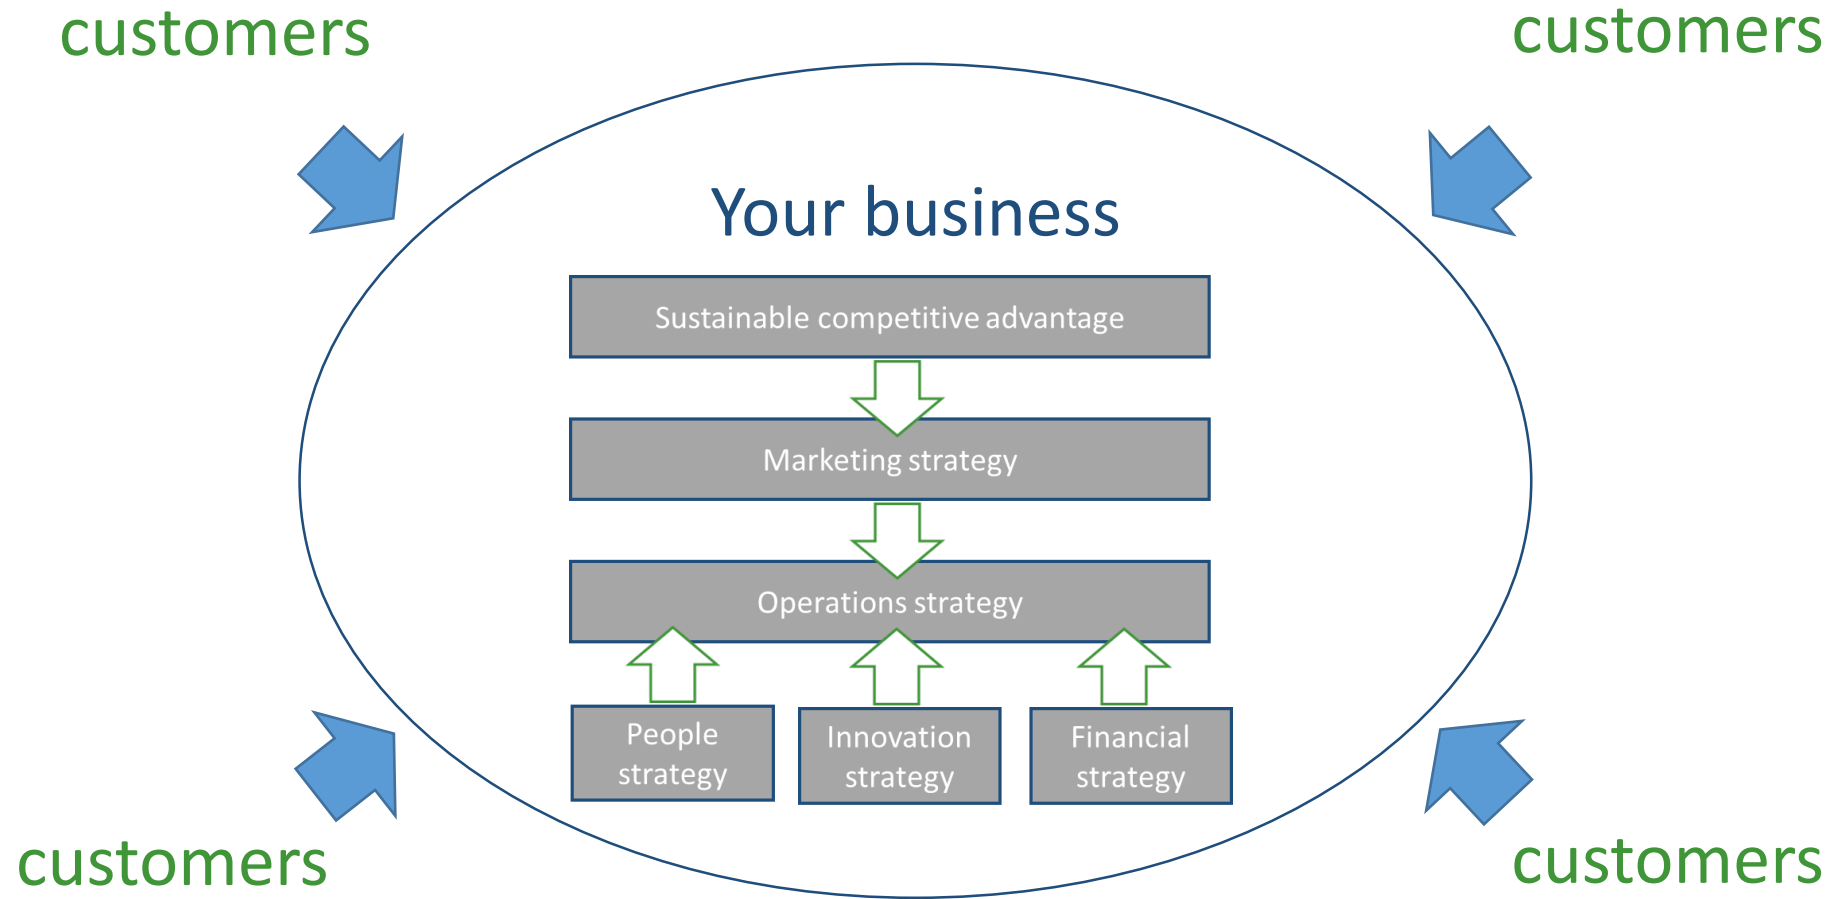 customers
customers
Your business
Sustainable competitive advantage
Marketing strategy
Operations strategy
People
strategy
Innovation
strategy
Financial
strategy
customers
customers